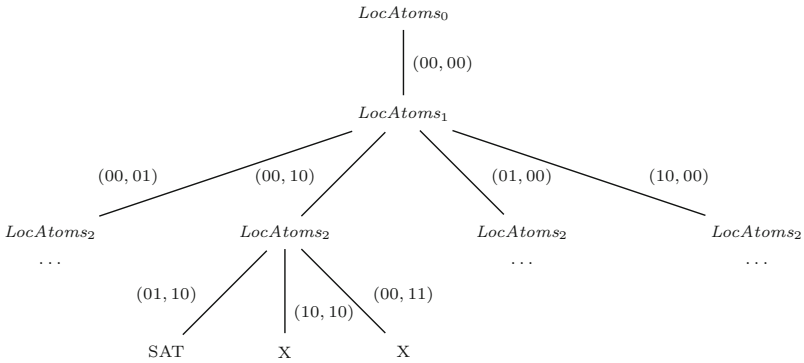 LocAtoms₀
(00, 00)
LocAtoms₁
(00, 01) (00, 10) (01, 00) (10, 00)
LocAtoms₂ LocAtoms₂ LocAtoms₂ LocAtoms₂
... ... ...
(01, 10) (10, 10) (00, 11)
SAT X X